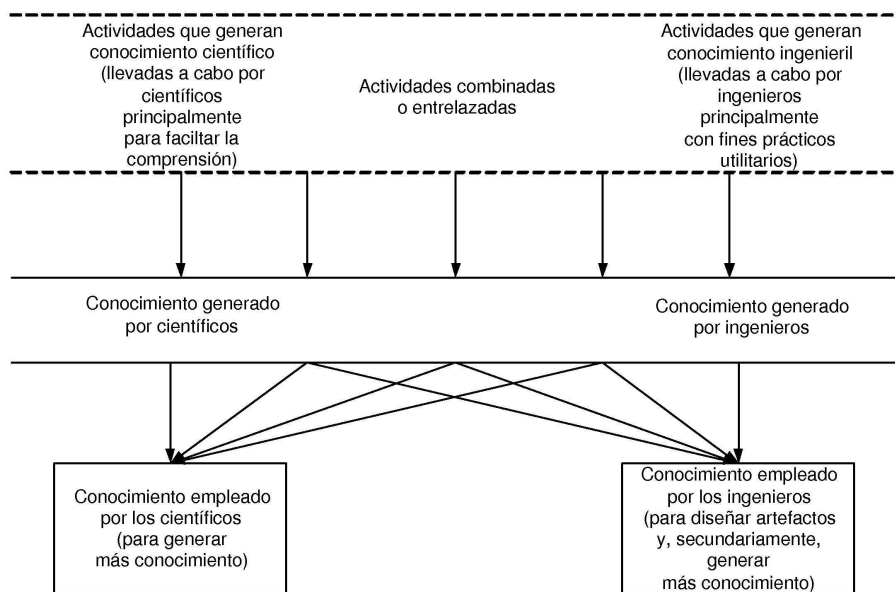 Actividades que generan
conocimiento científico
(llevadas a cabo por
científicos
principalmente
para faciltar la
comprensión)
Actividades combinadas
o entrelazadas
Actividades que generan
conocimiento ingenieril
(llevadas a cabo por
ingenieros
principalmente
con fines prácticos
utilitarios)
Conocimiento generado
por científicos
Conocimiento generado
por ingenieros
Conocimiento empleado
por los científicos
(para generar
más conocimiento)
Conocimiento empleado
por los ingenieros
(para diseñar artefactos
y, secundariamente,
generar
más conocimiento)